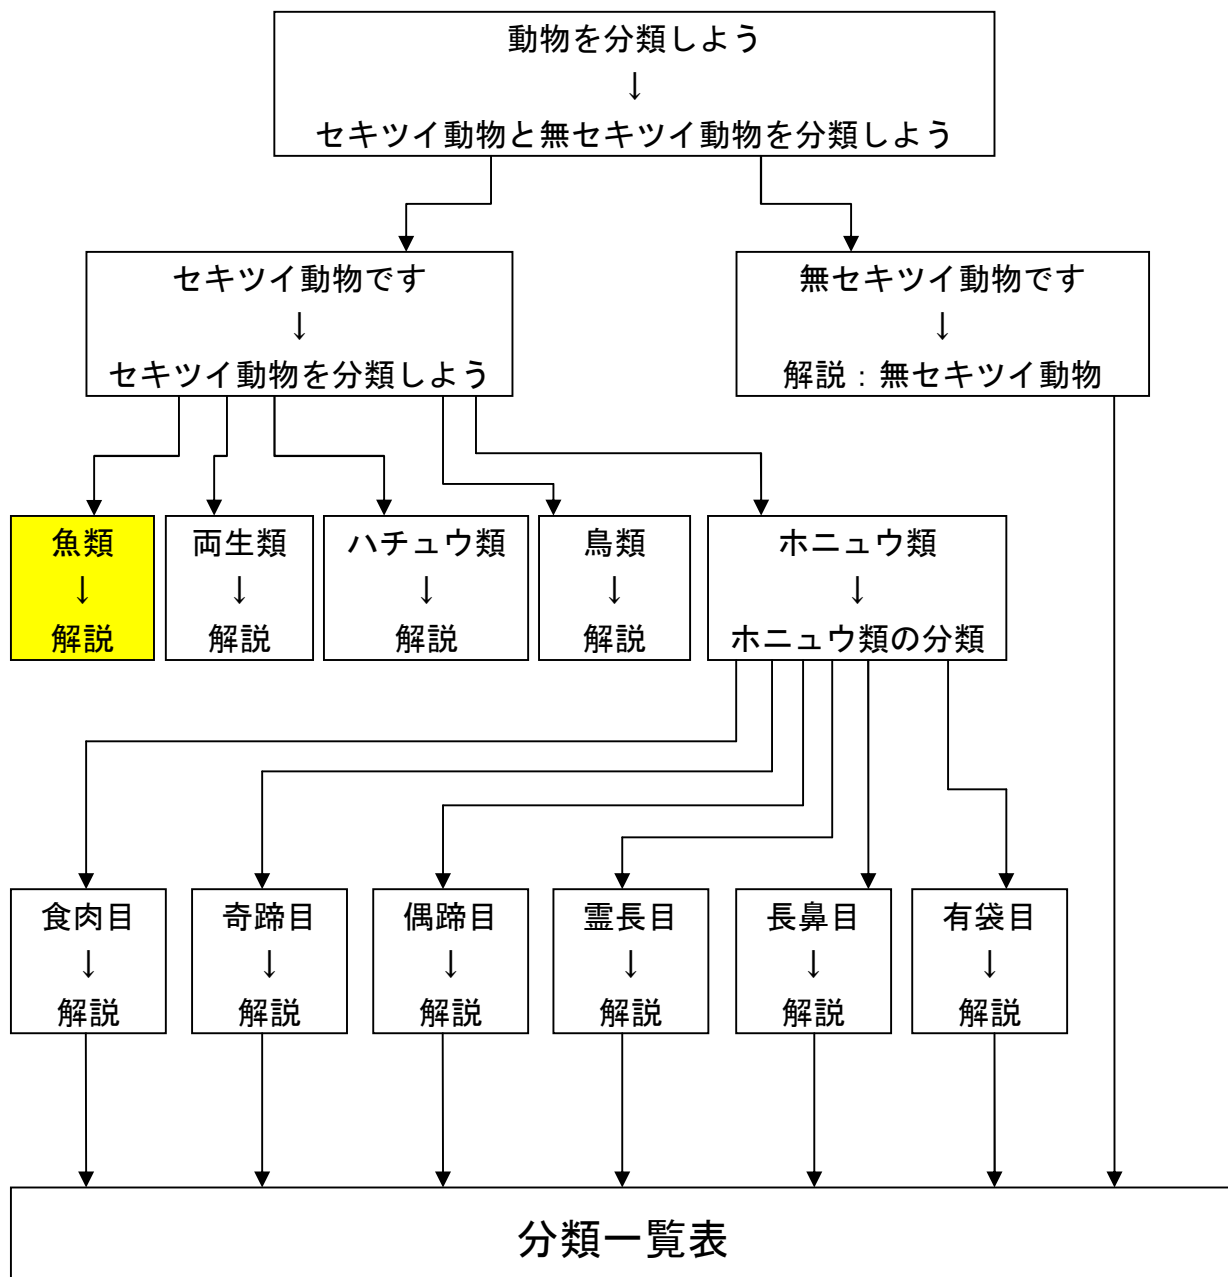 動物を分類しよう
↓
セキツイ動物と無セキツイ動物を分類しよう
セキツイ動物です
↓
セキツイ動物を分類しよう
無セキツイ動物です
↓
解説：無セキツイ動物
魚類
↓
解説
両生類
↓
解説
ハチュウ類
↓
解説
鳥類
↓
解説
ホニュウ類
↓
ホニュウ類の分類
食肉目
↓
解説
奇蹄目
↓
解説
偶蹄目
↓
解説
霊長目
↓
解説
長鼻目
↓
解説
有袋目
↓
解説
分類一覧表